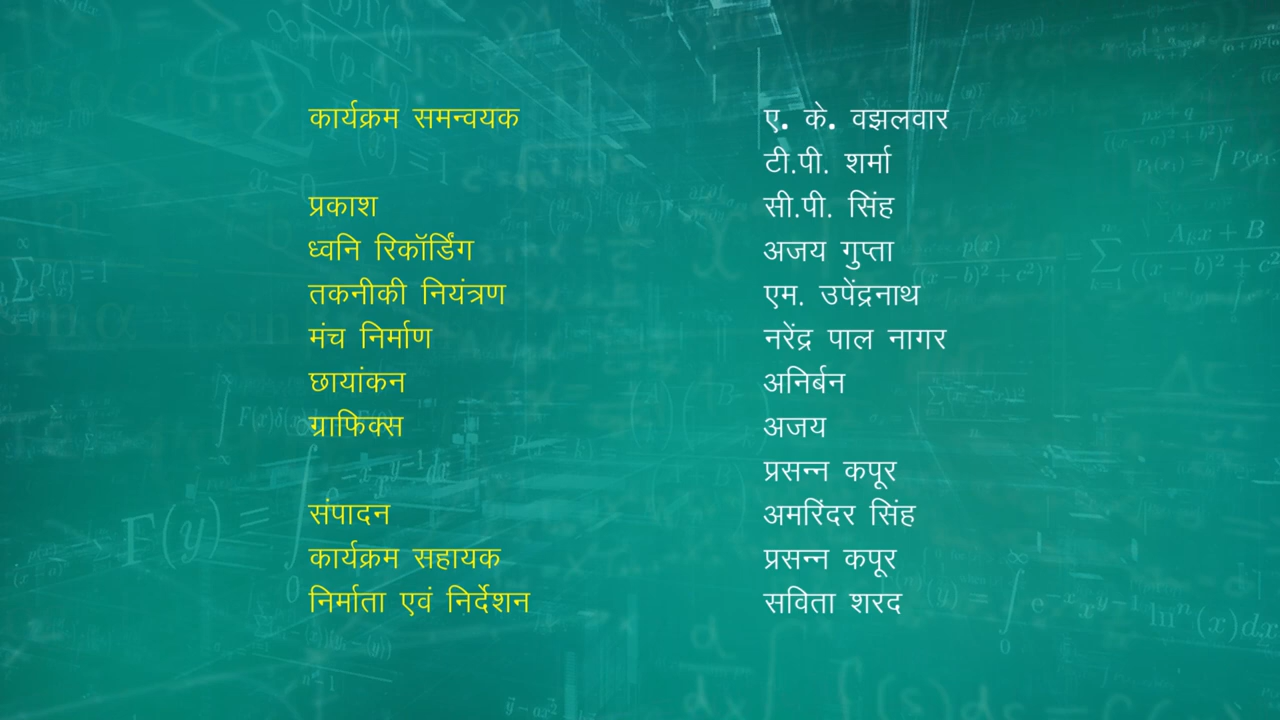 कार्यक्रम समन्वयक ए. के. वझलवार
टी.पी. शर्मा
प्रकाश सी.पी. सिंह
ध्वनि रिकॉर्डिंग अजय गुप्ता
तकनीकी नियंत्रण एम. उपेंद्रनाथ
मंच निर्माण नरेंद्र पाल नागर
छायांकन अनिर्बन
ग्राफिक्स अजय
प्रसन्न कपूर
संपादन अमरिंदर सिंह
कार्यक्रम सहायक प्रसन्न कपूर
निर्माता एवं निर्देशन सविता शरद